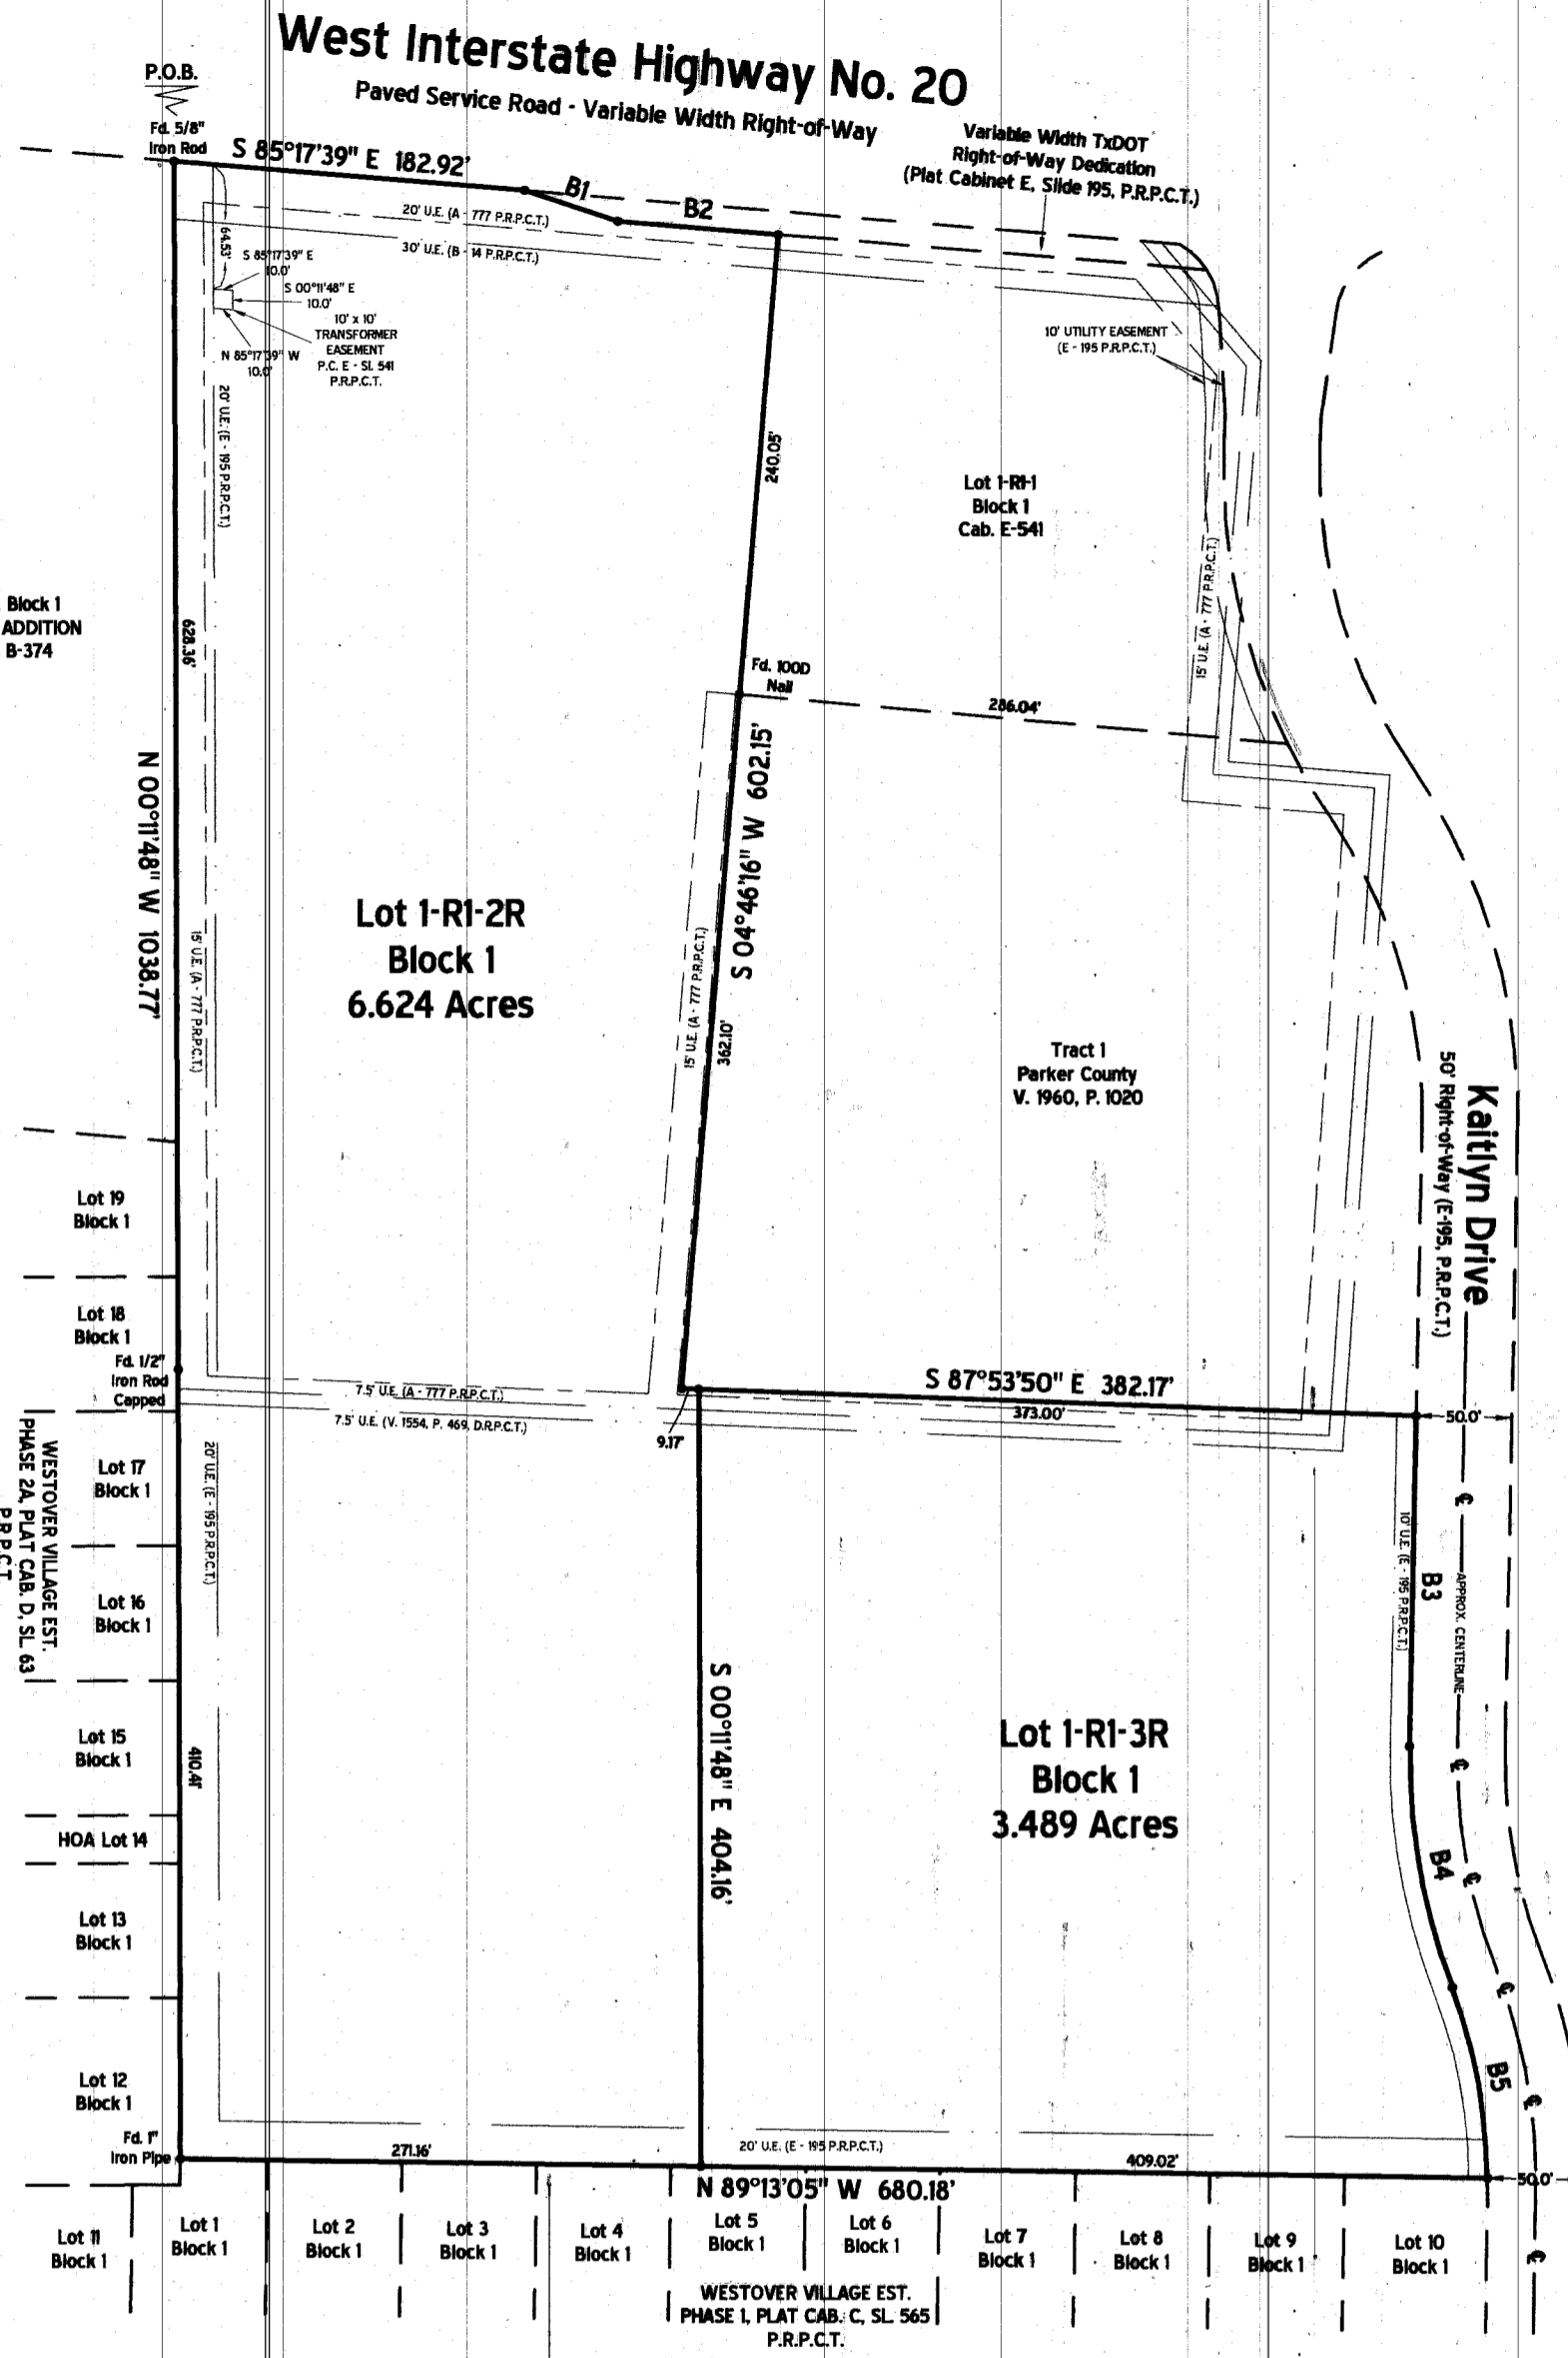 West Interstate Highway No. 20
Paved Service Road - Variable Width Right-of-Way
P.O.B.
Fd. 5/8"
Iron Rod
S 85°17'39" E 182.92'
B1
B2
Variable Width TxDOT
Right-of-Way Dedication
(Plat Cabinet E, Slide 195, P.R.P.C.T.)
20' U.E. (A - 777 P.R.P.C.T.)
30' U.E. (B - 14 P.R.P.C.T.)
64.53'
S 85°17'39" E
10.0'
S 00°11'48" E
10.0'
10' x 10'
TRANSFORMER
EASEMENT
P.C. E - Sl. 541
P.R.P.C.T.
N 85°17'39" W
10.0'
20' U.E. (E - 195 P.R.P.C.T.)
10' UTILITY EASEMENT
(E - 195 P.R.P.C.T.)
240.05'
Lot 1-R1-1
Block 1
Cab. E-541
15' U.E. (A - 777 P.R.P.C.T.)
Block 1
ADDITION
B-374
628.36'
Fd. 100D
Nail
286.04'
N 00°11'48" W 1038.77'
S 04°46'16" W 602.15'
Lot 1-R1-2R
Block 1
6.624 Acres
15' U.E. (A - 777 P.R.P.C.T.)
15' U.E. (A - 777 P.R.P.C.T.)
362.10'
Tract 1
Parker County
V. 1960, P. 1020
Kaitlyn Drive
50' Right-of-Way (E-195, P.R.P.C.T.)
Lot 19
Block 1
Lot 18
Block 1
Fd. 1/2"
Iron Rod
Capped
7.5' U.E. (A - 777 P.R.P.C.T.)
7.5' U.E. (V. 1554, P. 469, D.R.P.C.T.)
S 87°53'50" E 382.17'
373.00'
50.0'
9.17'
WESTOVER VILLAGE EST.
PHASE 2A, PLAT CAB. D, SL 63
P.R.P.C.T.
Lot 17
Block 1
20' U.E. (E - 195 P.R.P.C.T.)
10' U.E. (E - 195 P.R.P.C.T.)
B3
APPROX. CENTERLINE
Lot 16
Block 1
S 00°11'48" E 404.16'
Lot 15
Block 1
410.41'
Lot 1-R1-3R
Block 1
3.489 Acres
HOA Lot 14
B4
Lot 13
Block 1
Lot 12
Block 1
B5
Fd. 1"
Iron Pipe
271.16'
20' U.E. (E - 195 P.R.P.C.T.)
409.02'
50.0'
N 89°13'05" W 680.18'
Lot 11
Block 1
Lot 1
Block 1
Lot 2
Block 1
Lot 3
Block 1
Lot 4
Block 1
Lot 5
Block 1
Lot 6
Block 1
Lot 7
Block 1
Lot 8
Block 1
Lot 9
Block 1
Lot 10
Block 1
WESTOVER VILLAGE EST.
PHASE 1, PLAT CAB. C, SL 565
P.R.P.C.T.